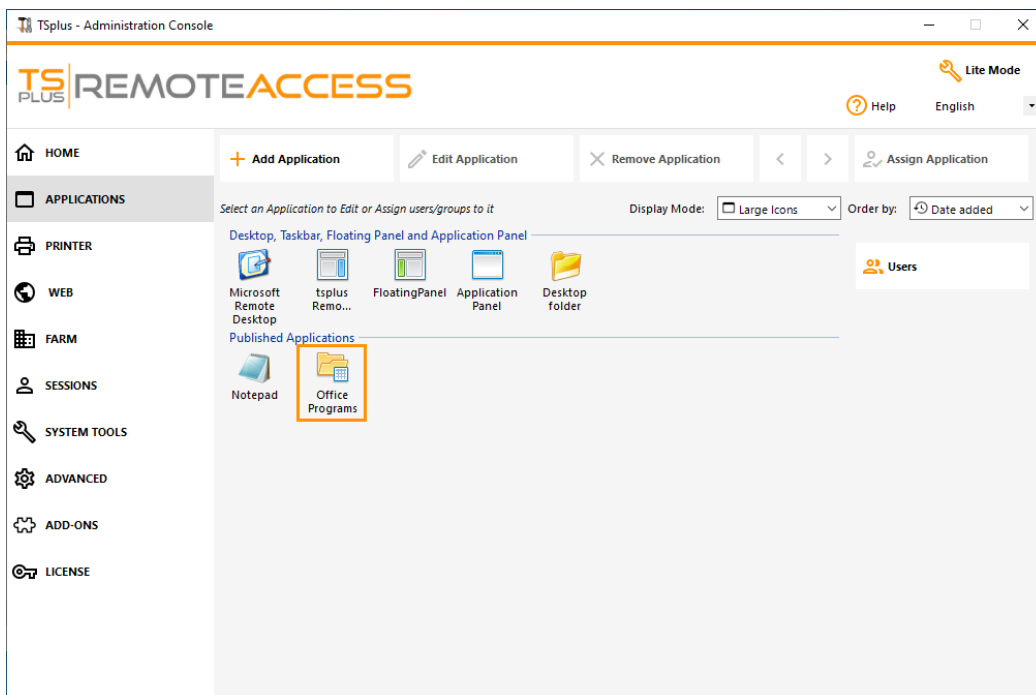 TSplus - Administration Console
TS PLUS REMOTEACCESS
Lite Mode
Help
English
HOME
APPLICATIONS
PRINTER
WEB
FARM
SESSIONS
SYSTEM TOOLS
ADVANCED
ADD-ONS
LICENSE
Add Application
Edit Application
Remove Application
Assign Application
Select an Application to Edit or Assign users/groups to it
Display Mode:
Large Icons
Order by:
Date added
Desktop, Taskbar, Floating Panel and Application Panel
Microsoft
Remote
Desktop
tsplus
Remo...
FloatingPanel
Application
Panel
Desktop
folder
Users
Published Applications
Notepad
Office
Programs